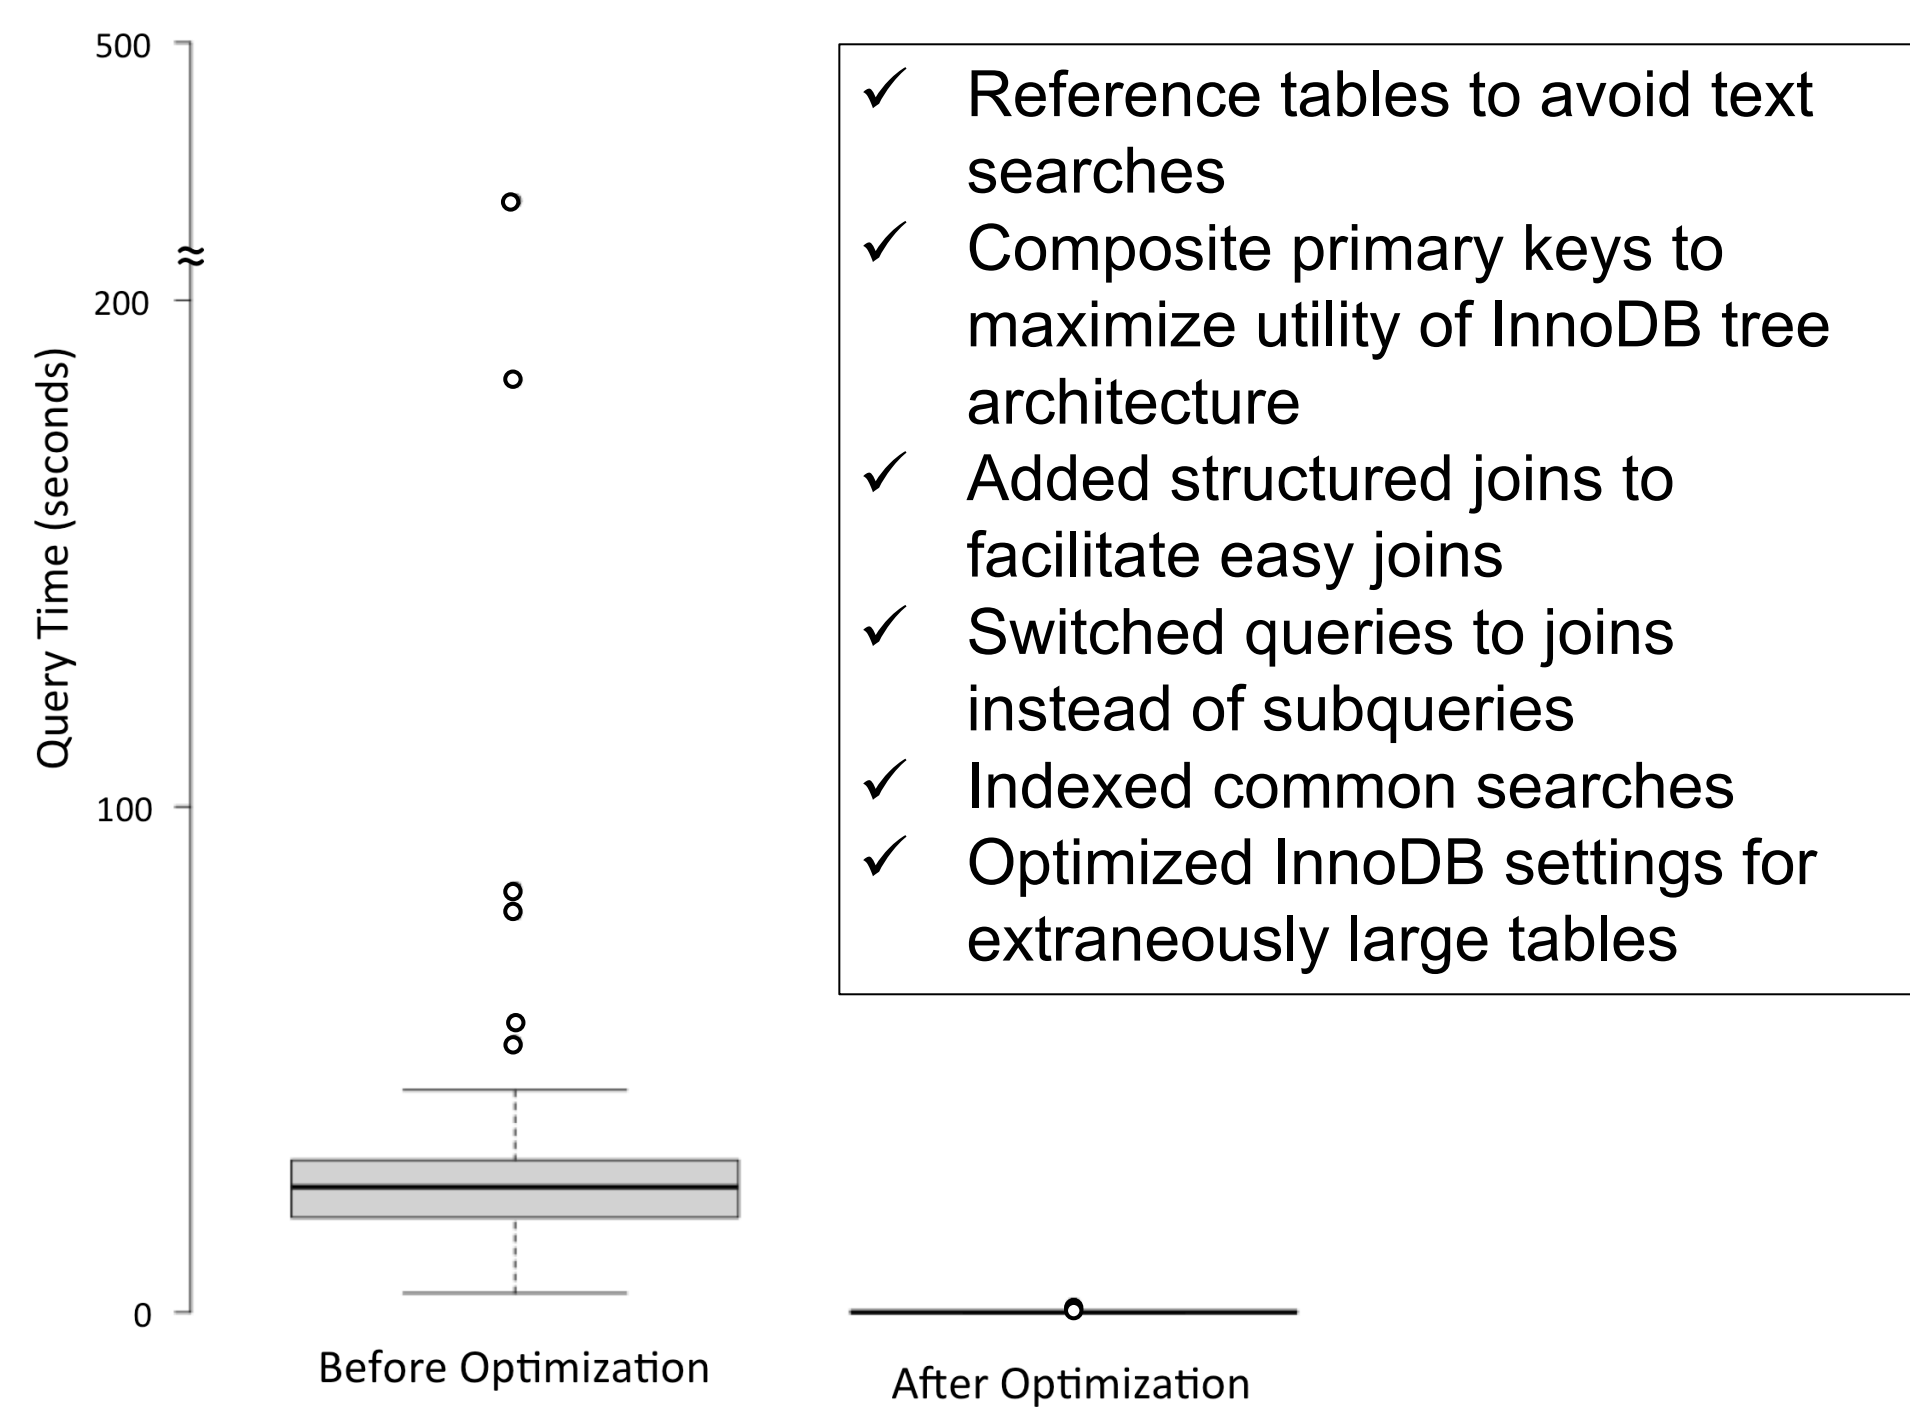 500
200
100
0
Query Time (seconds)
Before Optimization
After Optimization
✓ Reference tables to avoid text
searches
✓ Composite primary keys to
maximize utility of InnoDB tree
architecture
✓ Added structured joins to
facilitate easy joins
✓ Switched queries to joins
instead of subqueries
✓ Indexed common searches
✓ Optimized InnoDB settings for
extraneously large tables